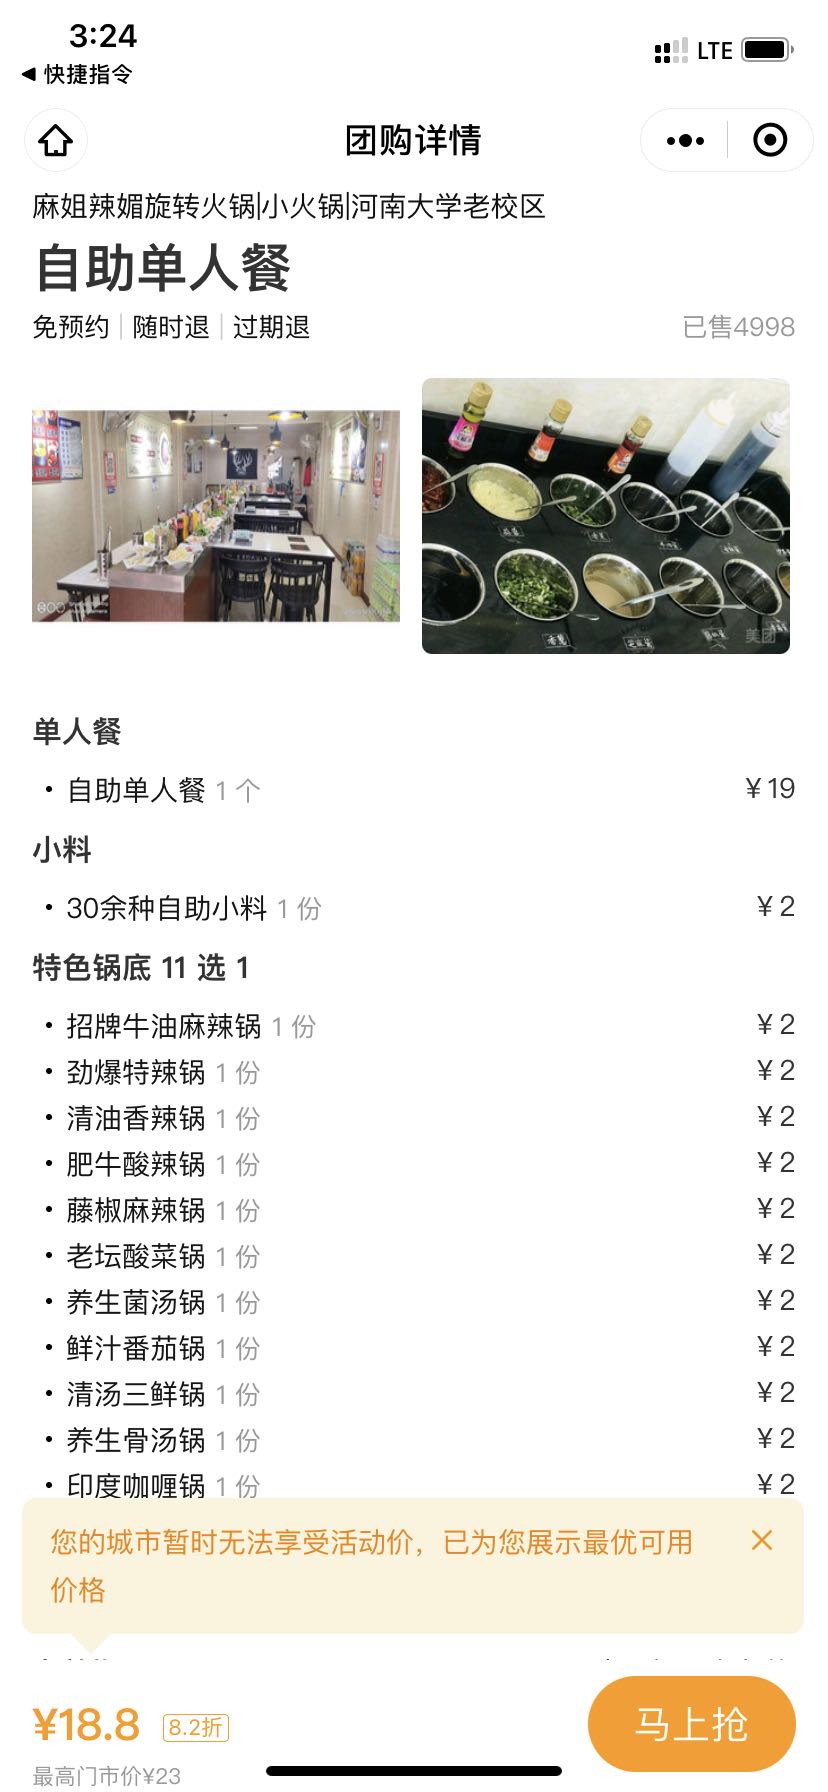 3:24
LTE
快捷指令
团购详情
麻姐辣媚旋转火锅|小火锅|河南大学老校区
自助单人餐
免预约 | 随时退 | 过期退
已售4998
美团
单人餐
• 自助单人餐 1 个 ¥ 19
小料
• 30余种自助小料 1 份 ¥ 2
特色锅底 11 选 1
• 招牌牛油麻辣锅 1 份 ¥ 2
• 劲爆特辣锅 1 份 ¥ 2
• 清油香辣锅 1 份 ¥ 2
• 肥牛酸辣锅 1 份 ¥ 2
• 藤椒麻辣锅 1 份 ¥ 2
• 老坛酸菜锅 1 份 ¥ 2
• 养生菌汤锅 1 份 ¥ 2
• 鲜汁番茄锅 1 份 ¥ 2
• 清汤三鲜锅 1 份 ¥ 2
• 养生骨汤锅 1 份 ¥ 2
• 印度咖喱锅 1 份 ¥ 2
您的城市暂时无法享受活动价，已为您展示最优可用
价格
¥18.8 8.2折
马上抢
最高门市价¥23